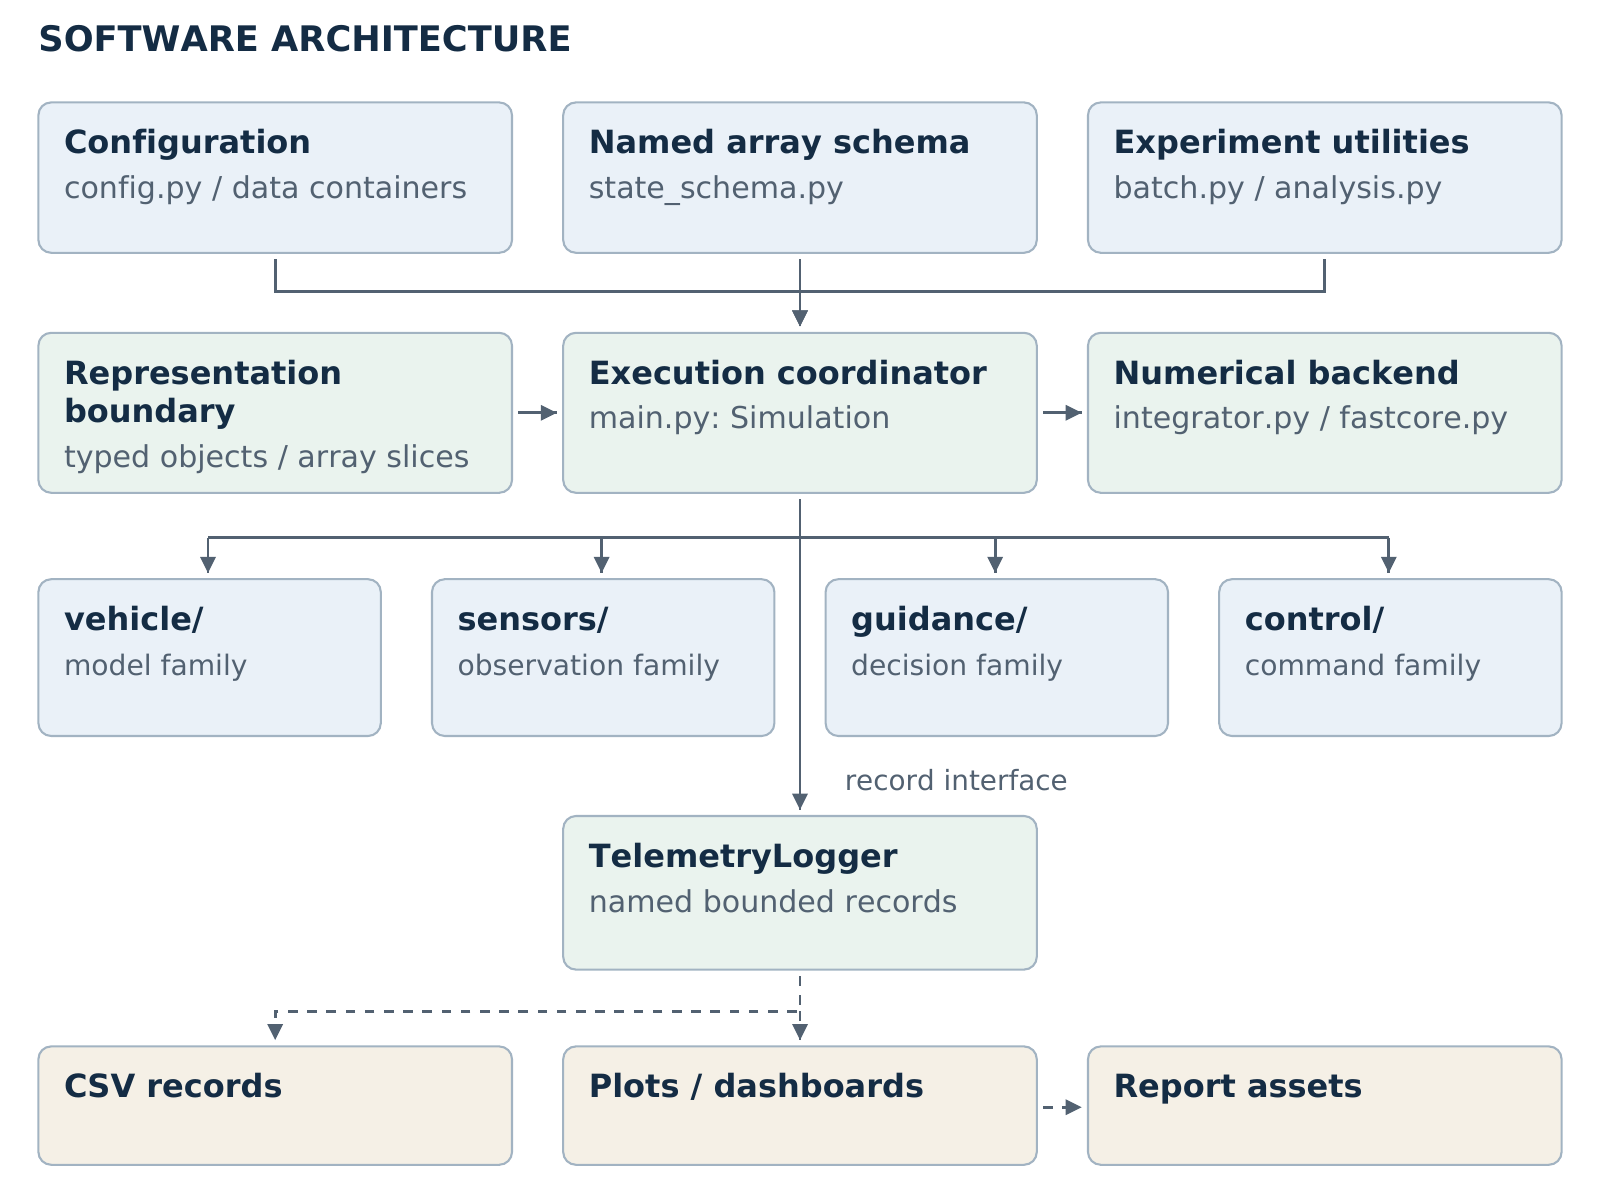 SOFTWARE ARCHITECTURE
Configuration
config.py / data containers
Named array schema
state_schema.py
Experiment utilities
batch.py / analysis.py
Representation
boundary
typed objects / array slices
Execution coordinator
main.py: Simulation
Numerical backend
integrator.py / fastcore.py
vehicle/
model family
sensors/
observation family
guidance/
decision family
control/
command family
record interface
TelemetryLogger
named bounded records
CSV records
Plots / dashboards
Report assets